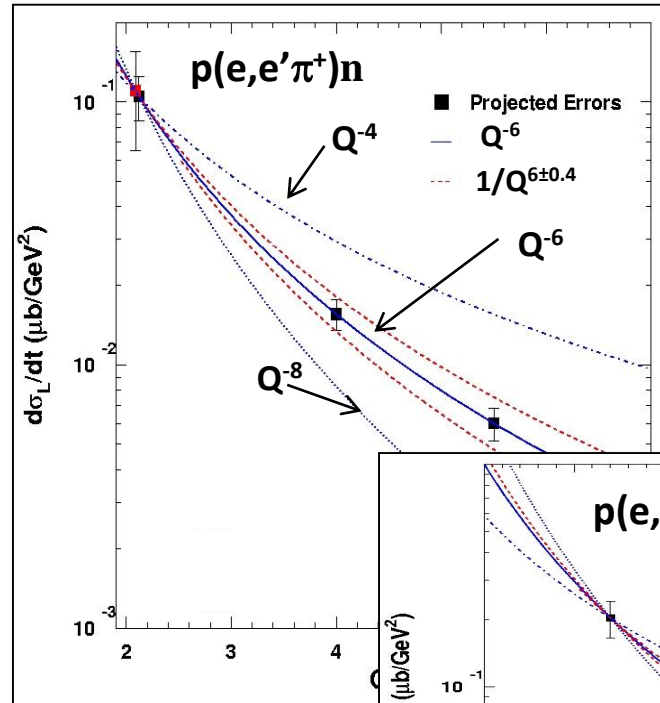 p(e,e'π⁺)n
10⁻¹
Projected Errors
Q⁻⁶
1/Q⁶±⁰·⁴
Q⁻⁴
Q⁻⁶
dσ_L/dt (μb/GeV²)
10⁻²
Q⁻⁸
10⁻³
2
3
4
p(e,
(μb/GeV²)
10⁻¹